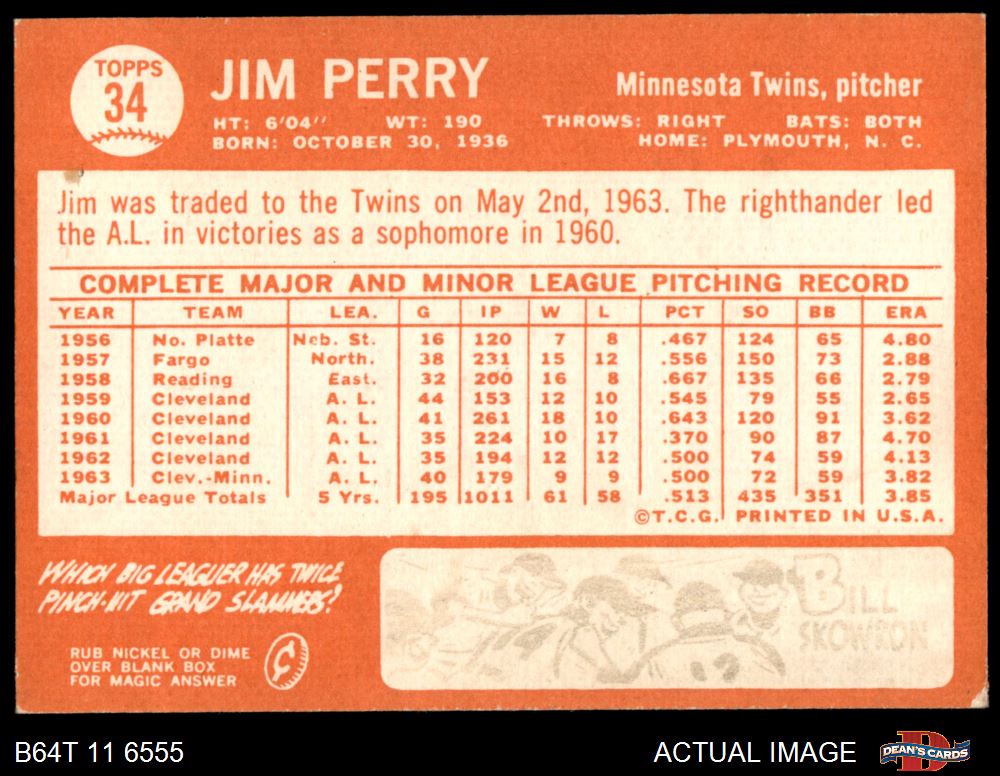 TOPPS
34
JIM PERRY
Minnesota Twins, pitcher
HT: 6'04" WT: 190 THROWS: RIGHT BATS: BOTH
BORN: OCTOBER 30, 1936 HOME: PLYMOUTH, N. C.
Jim was traded to the Twins on May 2nd, 1963. The righthander led
the A.L. in victories as a sophomore in 1960.
COMPLETE MAJOR AND MINOR LEAGUE PITCHING RECORD
YEAR TEAM LEA. G IP W L PCT SO BB ERA
1956 No. Platte Neb. St. 16 120 7 8 .467 124 65 4.80
1957 Fargo North. 38 231 15 12 .556 150 73 2.88
1958 Reading East. 32 200 16 8 .667 135 66 2.79
1959 Cleveland A. L. 44 153 12 10 .545 79 55 2.65
1960 Cleveland A. L. 41 261 18 10 .643 120 91 3.62
1961 Cleveland A. L. 35 224 10 17 .370 90 87 4.70
1962 Cleveland A. L. 35 194 12 12 .500 74 59 4.13
1963 Clev.-Minn. A. L. 40 179 9 9 .500 72 59 3.82
Major League Totals 5 Yrs. 195 1011 61 58 .513 435 351 3.85
©T.C.G. PRINTED IN U.S.A.
WHICH BIG LEAGUER HAS TWICE
PINCH-HIT GRAND SLAMMERS?
RUB NICKEL OR DIME
OVER BLANK BOX
FOR MAGIC ANSWER
BILL
SKOWRON
12
B64T 11 6555
ACTUAL IMAGE
DEAN'S CARDS